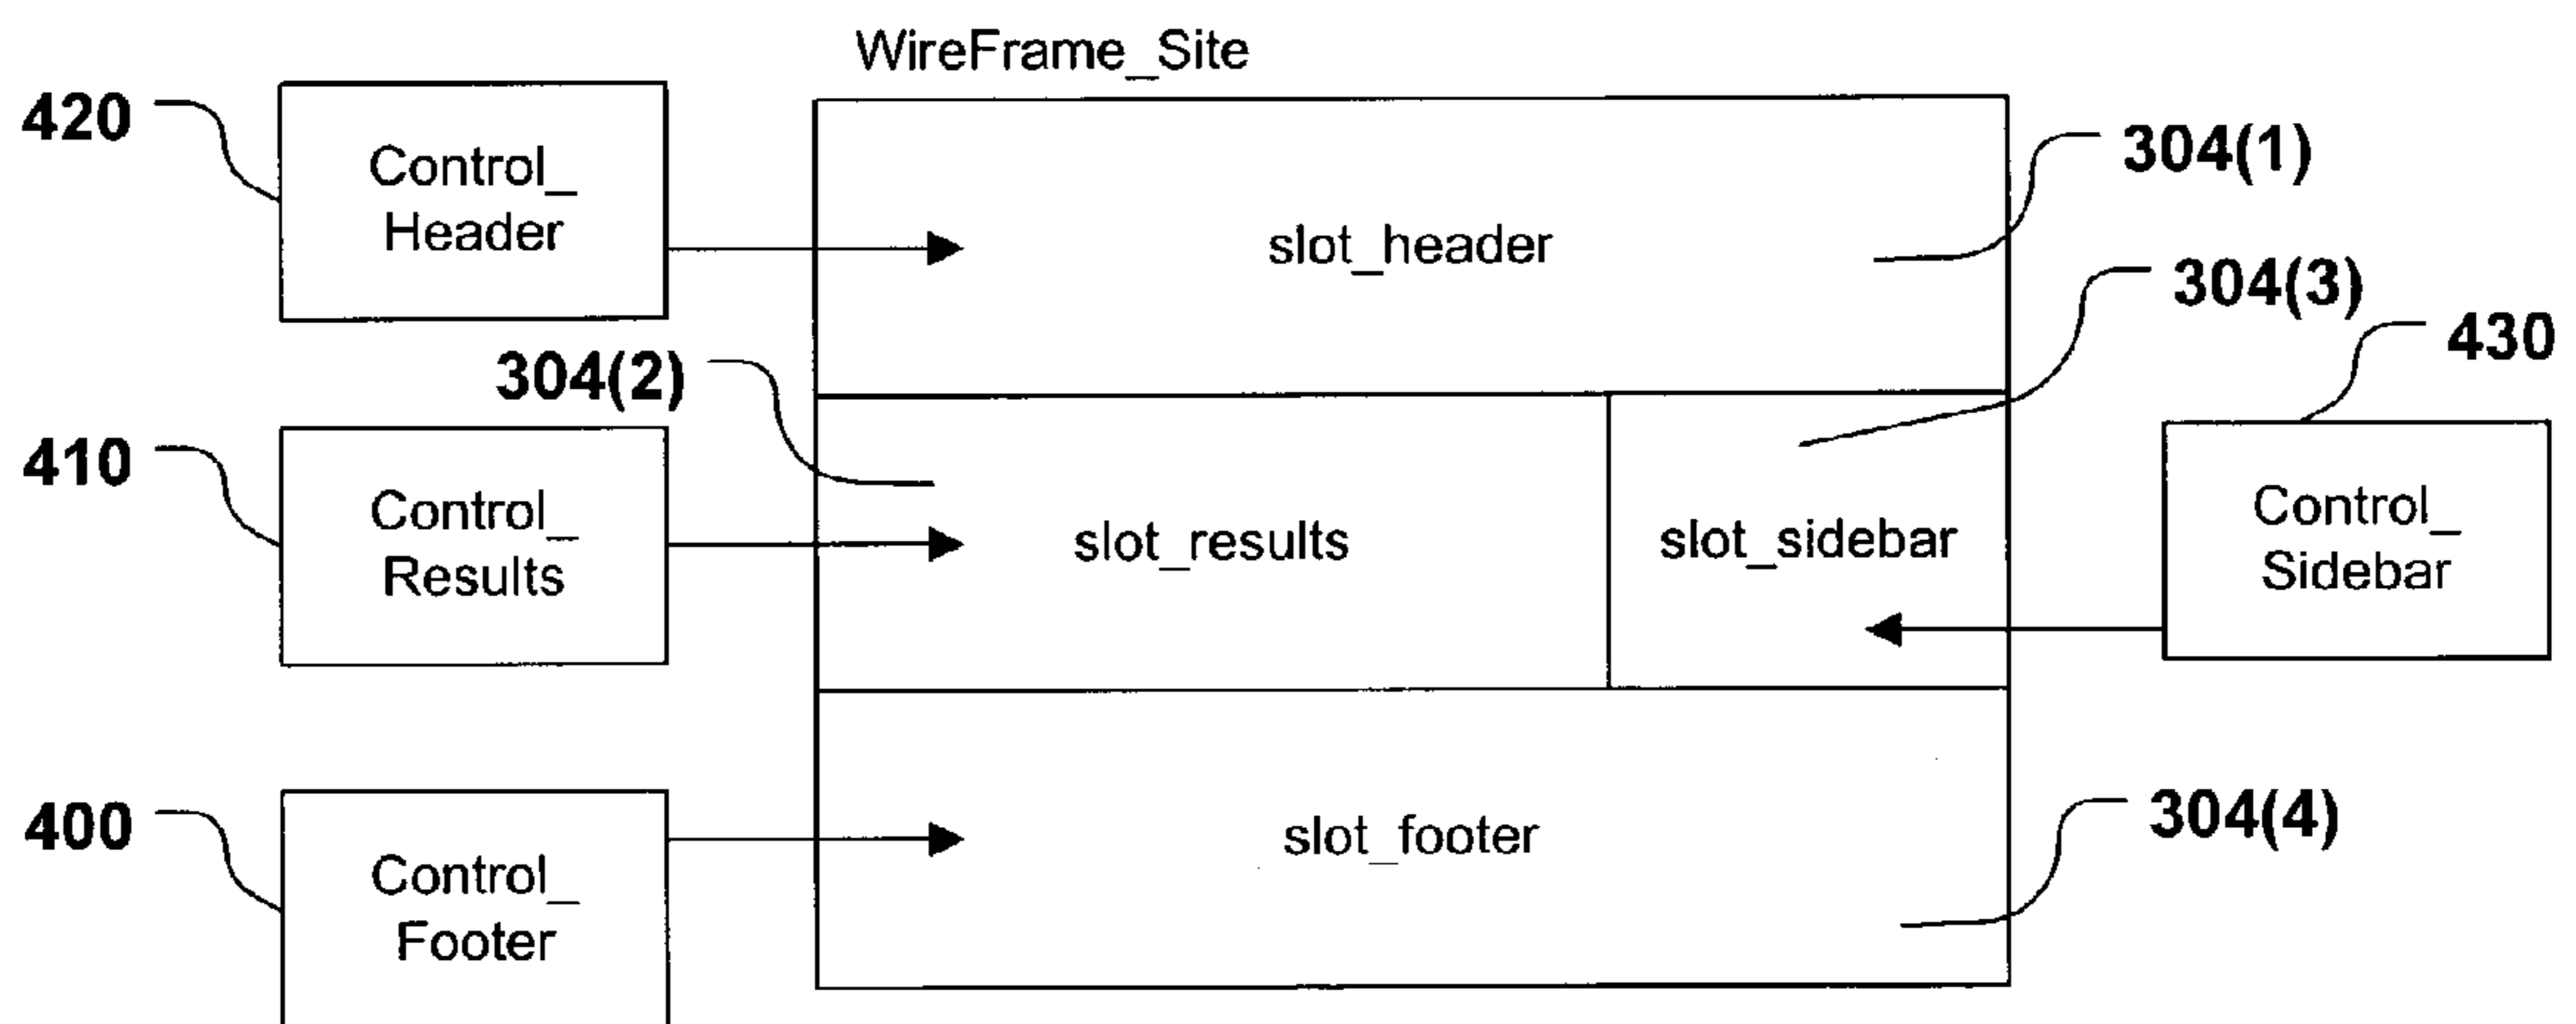 WireFrame_Site
420
Control_
Header
slot_header
304(1)
304(3)
304(2)
430
410
Control_
Results
slot_results
slot_sidebar
Control_
Sidebar
400
Control_
Footer
slot_footer
304(4)